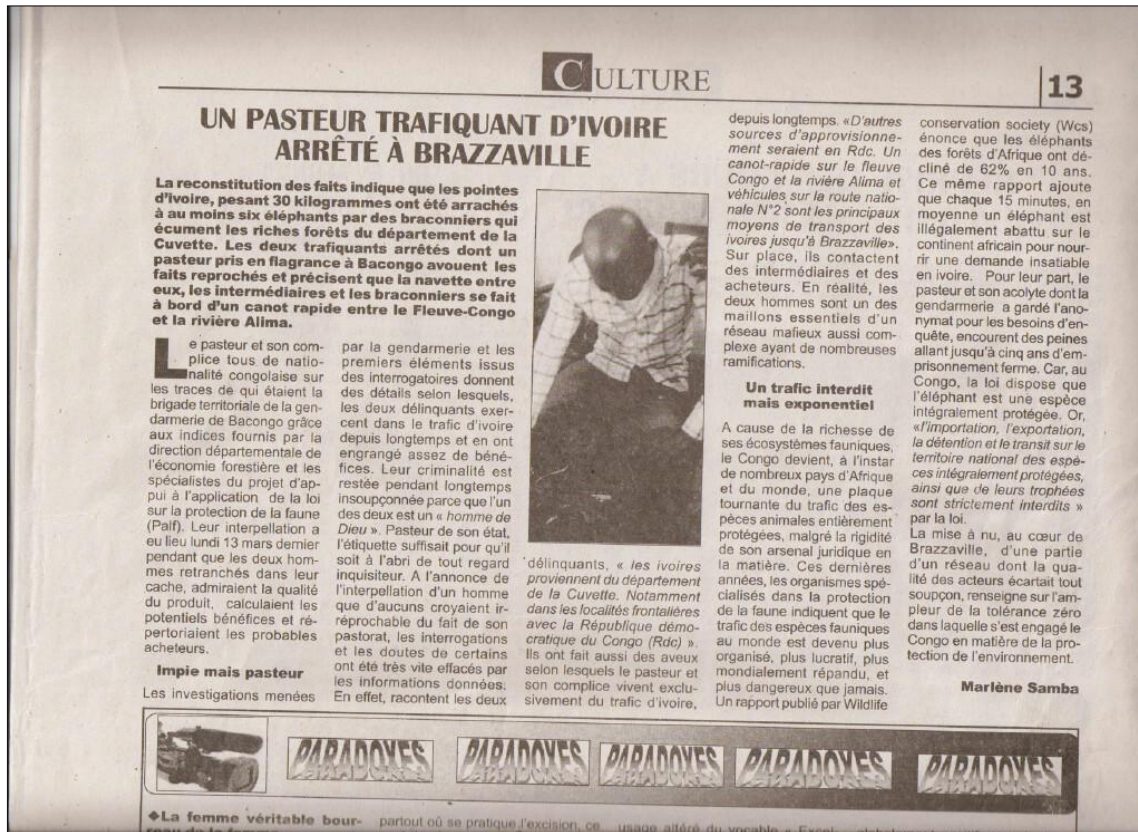 CULTURE
13
UN PASTEUR TRAFIQUANT D'IVOIRE
ARRÊTÉ À BRAZZAVILLE
La reconstitution des faits indique que les pointes
d'ivoire, pesant 30 kilogrammes ont été arrachés
à au moins six éléphants par des braconniers qui
écument les riches forêts du département de la
Cuvette. Les deux trafiquants arrêtés dont un
pasteur pris en flagrance à Bacongo avouent les
faits reprochés et précisent que la navette entre
eux, les intermédiaires et les braconniers se fait
à bord d'un canot rapide entre le Fleuve-Congo
et la rivière Alima.
Le pasteur et son com-
plice tous de natio-
nalité congolaise sur
les traces de qui étaient la
brigade territoriale de la gen-
darmerie de Bacongo grâce
aux indices fournis par la
direction départementale de
l'économie forestière et les
spécialistes du projet d'ap-
pui à l'application de la loi
sur la protection de la faune
(Palf). Leur interpellation a
eu lieu lundi 13 mars dernier
pendant que les deux hom-
mes retranchés dans leur
cache, admiraient la qualité
du produit, calculaient les
potentiels bénéfices et ré-
pertoriaient les probables
acheteurs.
Impie mais pasteur
Les investigations menées
par la gendarmerie et les
premiers éléments issus
des interrogatoires donnent
des détails selon lesquels,
les deux délinquants exer-
cent dans le trafic d'ivoire
depuis longtemps et en ont
engrangé assez de béné-
fices. Leur criminalité est
restée pendant longtemps
insoupçonnée parce que l'un
des deux est un « homme de
Dieu ». Pasteur de son état,
l'étiquette suffisait pour qu'il
soit à l'abri de tout regard
inquisiteur. A l'annonce de
l'interpellation d'un homme
que d'aucuns croyaient ir-
réprochable du fait de son
pastorat, les interrogations
et les doutes de certains
ont été très vite effacés par
les informations données.
En effet, racontent les deux
délinquants, « les ivoires
proviennent du département
de la Cuvette. Notamment
dans les localités frontalières
avec la République démo-
cratique du Congo (Rdc) ».
Ils ont fait aussi des aveux
selon lesquels le pasteur et
son complice vivent exclu-
sivement du trafic d'ivoire,
depuis longtemps. «D'autres
sources d'approvisionne-
ment seraient en Rdc. Un
canot-rapide sur le fleuve
Congo et la rivière Alima et
véhicules sur la route natio-
nale N°2 sont les principaux
moyens de transport des
ivoires jusqu'à Brazzaville».
Sur place, ils contactent
des intermédiaires et des
acheteurs. En réalité, les
deux hommes sont un des
maillons essentiels d'un
réseau mafieux aussi com-
plexe ayant de nombreuses
ramifications.
Un trafic interdit
mais exponentiel
A cause de la richesse de
ses écosystèmes fauniques,
le Congo devient, à l'instar
de nombreux pays d'Afrique
et du monde, une plaque
tournante du trafic des es-
pèces animales entièrement
protégées, malgré la rigidité
de son arsenal juridique en
la matière. Ces dernières
années, les organismes spé-
cialisés dans la protection
de la faune indiquent que le
trafic des espèces fauniques
au monde est devenu plus
organisé, plus lucratif, plus
mondialement répandu, et
plus dangereux que jamais.
Un rapport publié par Wildlife
conservation society (Wcs)
énonce que les éléphants
des forêts d'Afrique ont dé-
cliné de 62% en 10 ans.
Ce même rapport ajoute
que chaque 15 minutes, en
moyenne un éléphant est
illégalement abattu sur le
continent africain pour nour-
rir une demande insatiable
en ivoire. Pour leur part, le
pasteur et son acolyte dont la
gendarmerie a gardé l'ano-
nymat pour les besoins d'en-
quête, encourent des peines
allant jusqu'à cinq ans d'em-
prisonnement ferme. Car, au
Congo, la loi dispose que
l'éléphant est une espèce
intégralement protégée. Or,
«l'importation, l'exportation,
la détention et le transit sur le
territoire national des espè-
ces intégralement protégées,
ainsi que de leurs trophées
sont strictement interdits »
par la loi.
La mise à nu, au cœur de
Brazzaville, d'une partie
d'un réseau dont la qua-
lité des acteurs écartait tout
soupçon, renseigne sur l'am-
pleur de la tolérance zéro
dans laquelle s'est engagé le
Congo en matière de la pro-
tection de l'environnement.
Marlène Samba
PARADOXES PARADOXES PARADOXES PARADOXES PARADOXES
◆La femme véritable bour-
partout où se pratique l'excision, ce
usage altéré du vocable